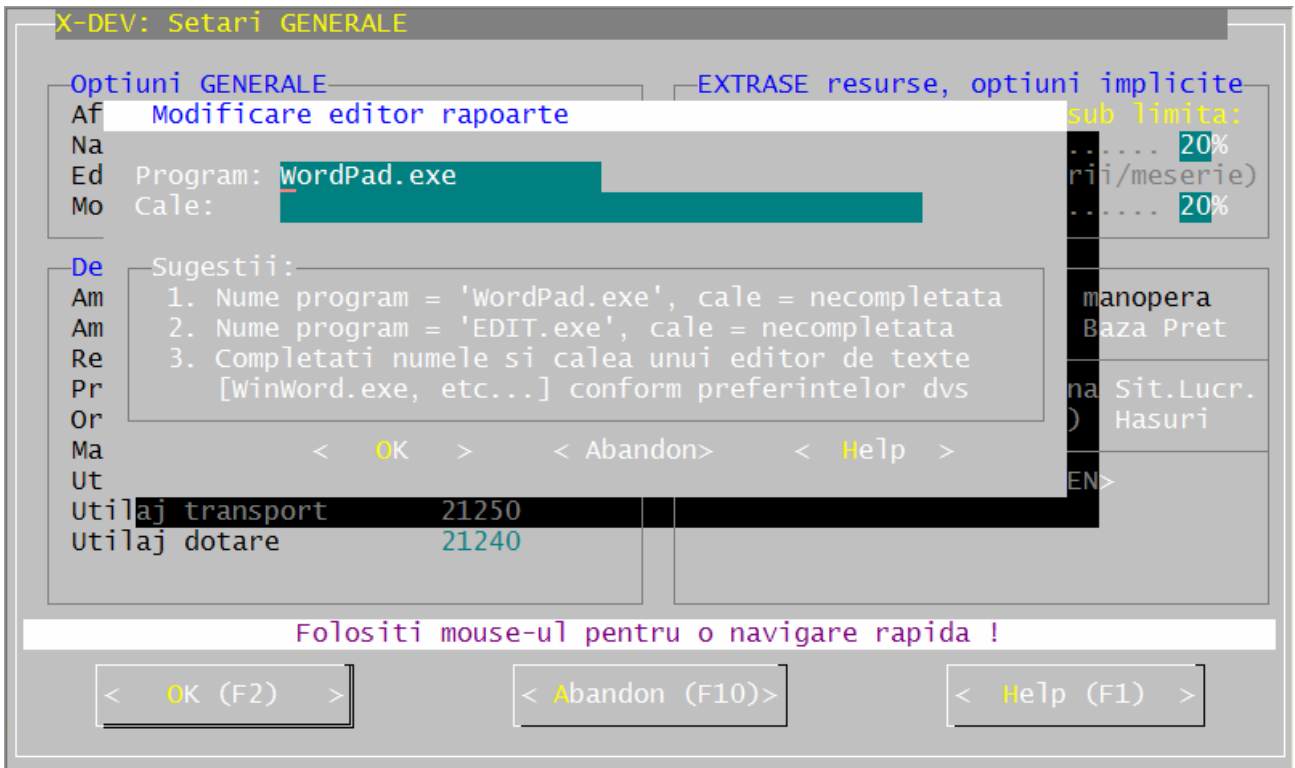 X-DEV: Setari GENERALE
Optiuni GENERALE
EXTRASE resurse, optiuni implicite
Af
Modificare editor rapoarte
sub limita:
Na
...... 20%
Ed
Program: WordPad.exe
rii/meserie)
Mo
Cale:
...... 20%
De
Sugestii:
Am
1. Nume program = 'WordPad.exe', cale = necompletata
manopera
Am
2. Nume program = 'EDIT.exe', cale = necompletata
Baza Pret
Re
3. Completati numele si calea unui editor de texte
Pr
[WinWord.exe, etc...] conform preferintelor dvs
na Sit.Lucr.
Or
) Hasuri
Ma
< OK > < Abandon> < Help >
Ut
EN>
Utilaj transport 21250
Utilaj dotare 21240
Folositi mouse-ul pentru o navigare rapida !
< OK (F2) > < Abandon (F10)> < Help (F1) >